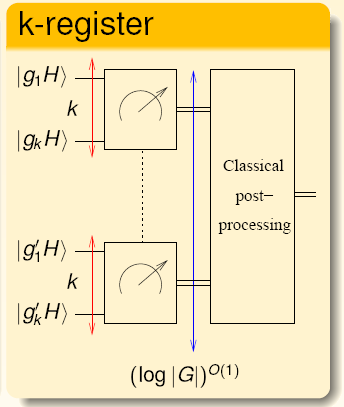 k-register
|g₁H⟩
k
|gₖH⟩
Classical
post–
processing
|g′₁H⟩
k
|g′ₖH⟩
(log |G|)^O(1)